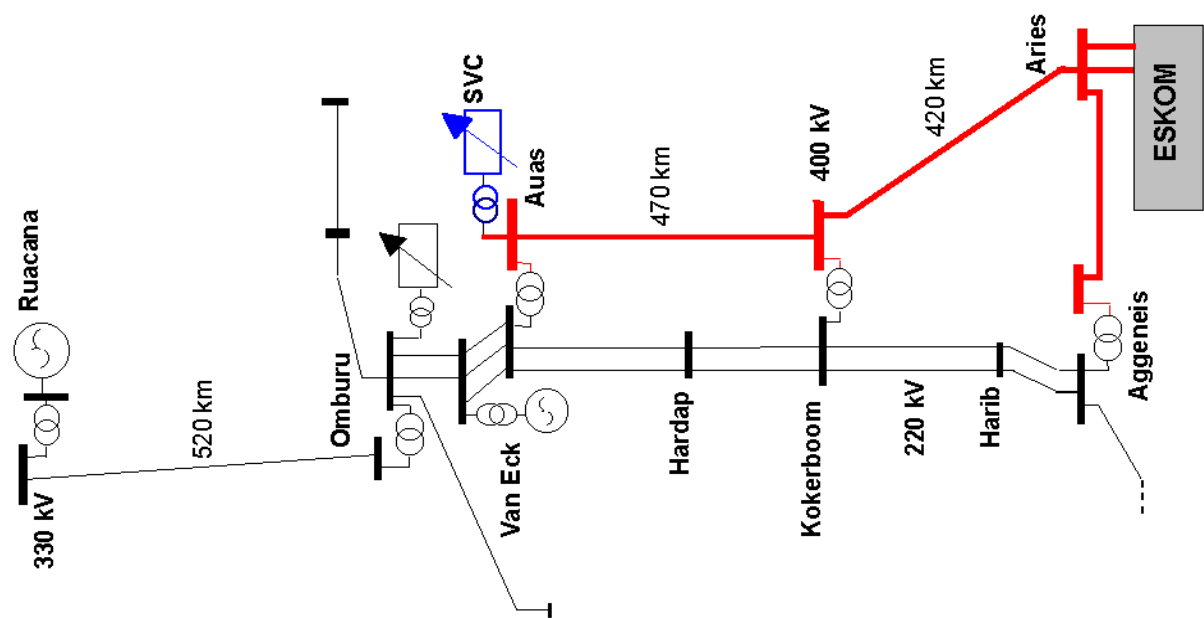 Ruacana
330 kV
520 km
Omburu
SVC
Auas
Van Eck
470 km
Hardap
400 kV
Kokerboom
220 kV
Harib
420 km
Aries
Aggeneis
ESKOM